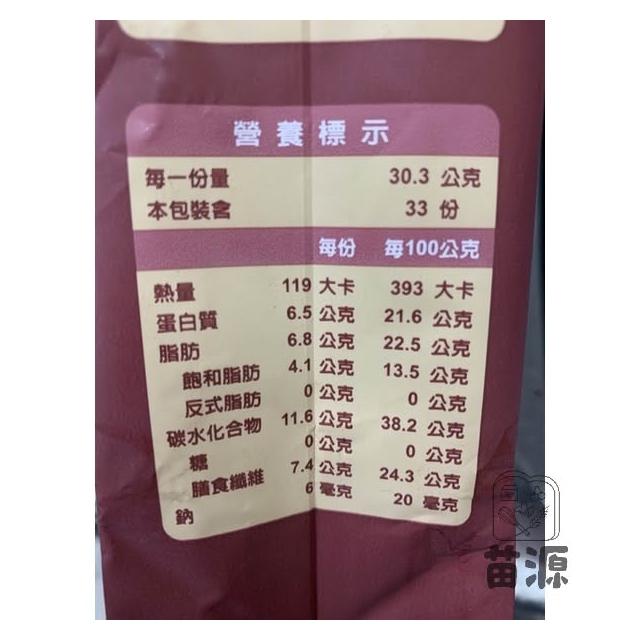 營養標示
每一份量 30.3 公克
本包裝含 33 份
每份 每100公克
熱量 119 大卡 393 大卡
蛋白質 6.5 公克 21.6 公克
脂肪 6.8 公克 22.5 公克
飽和脂肪 4.1 公克 13.5 公克
反式脂肪 0 公克 0 公克
碳水化合物 11.6 公克 38.2 公克
糖 0 公克 0 公克
膳食纖維 7.4 公克 24.3 公克
鈉 6 毫克 20 毫克
苗源